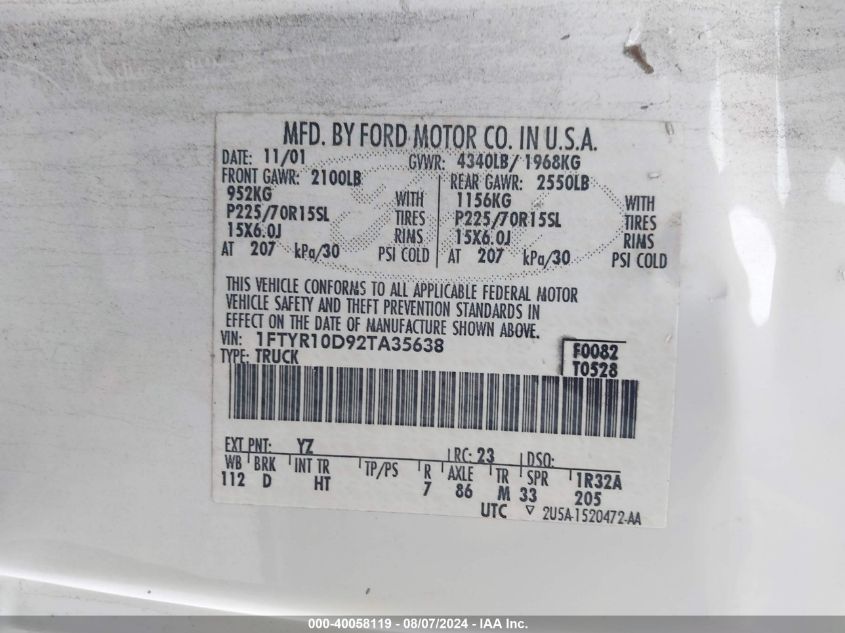 MFD. BY FORD MOTOR CO. IN U.S.A.
DATE: 11/01 GVWR: 4340LB/ 1968KG
FRONT GAWR: 2100LB REAR GAWR: 2550LB
952KG WITH 1156KG WITH
P225/70R15SL TIRES P225/70R15SL TIRES
15X6.0J RIMS 15X6.0J RIMS
AT 207 kPa/30 PSI COLD AT 207 kPa/30 PSI COLD
THIS VEHICLE CONFORMS TO ALL APPLICABLE FEDERAL MOTOR
VEHICLE SAFETY AND THEFT PREVENTION STANDARDS IN
EFFECT ON THE DATE OF MANUFACTURE SHOWN ABOVE.
VIN: 1FTYR10D92TA35638 F0082
TYPE: TRUCK T0528
EXT PNT: YZ RC: 23 DSO:
WB BRK INT TR TP/PS R AXLE TR SPR 1R32A
112 D HT 7 86 M 33 205
UTC ▽ 2U5A-1520472-AA
000-40058119 - 08/07/2024 - IAA Inc.